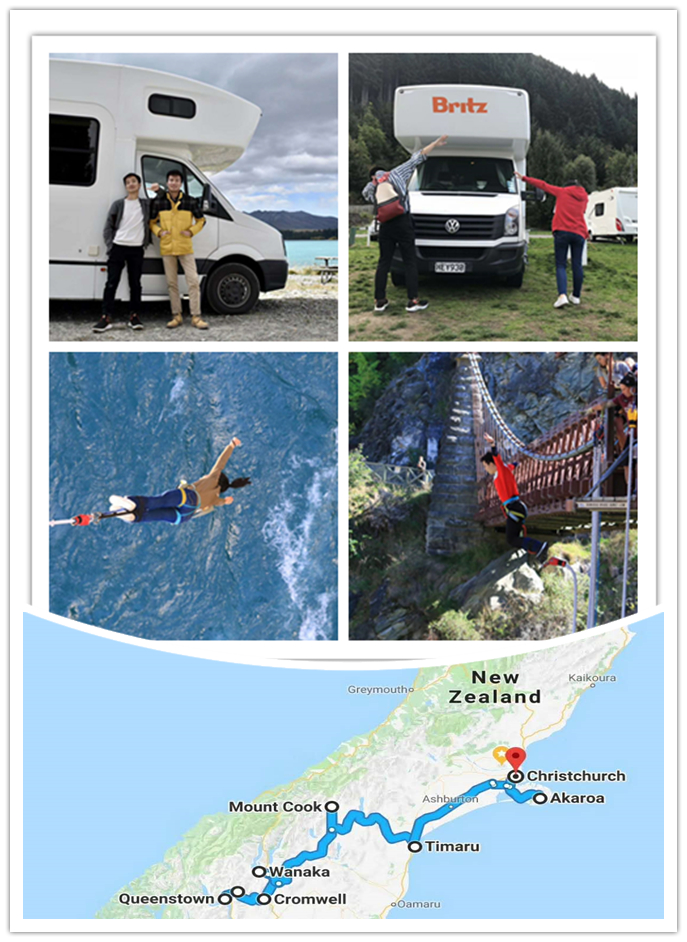 Britz
HEY930
New
Zealand
Kaikoura
Greymouth
Christchurch
Akaroa
Mount Cook
Ashburton
Timaru
Wanaka
Queenstown
Cromwell
Oamaru